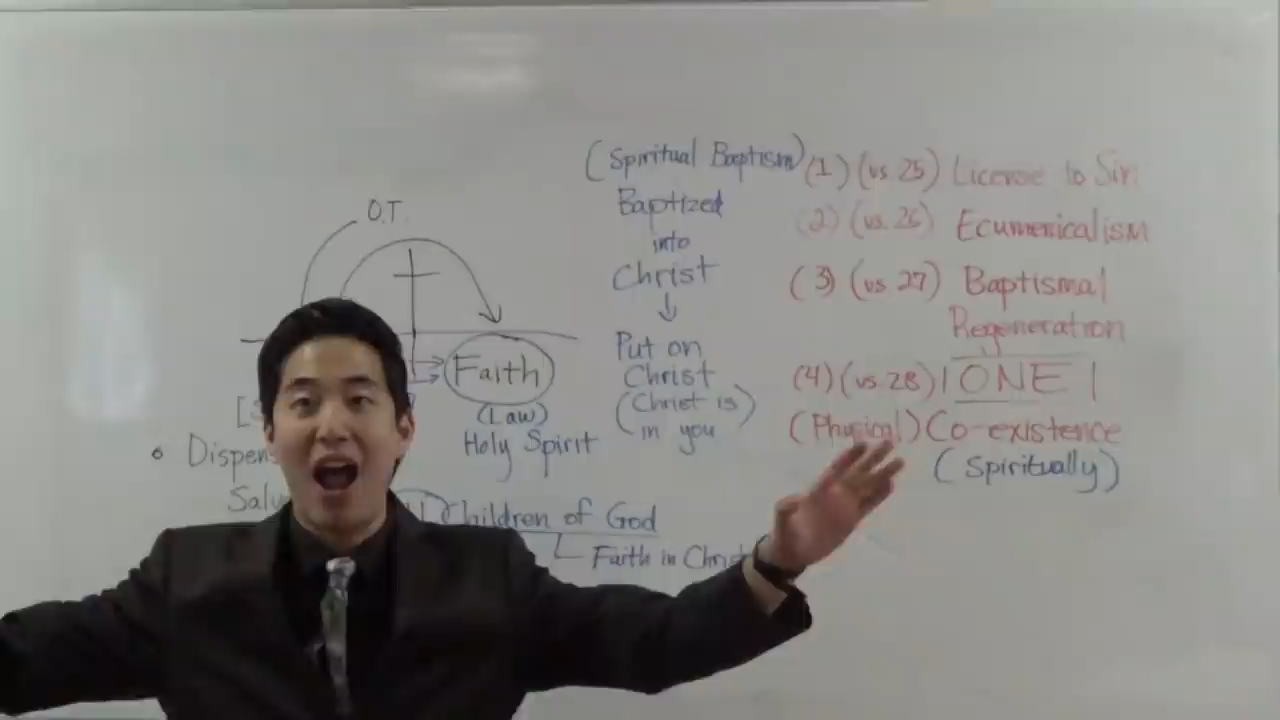 O.T.
Faith
(Law)
Holy Spirit
Children of God
Faith in Christ
(Spiritual Baptism)
Baptized
into
Christ
Put on
Christ
(Christ is
in you)
(1) (vs. 25) License to Sin
(2) (vs. 26) Ecumenicalism
(3) (vs. 27) Baptismal
Regeneration
(4) (vs. 28) ONE
(Physical) Co-existence
(Spiritually)